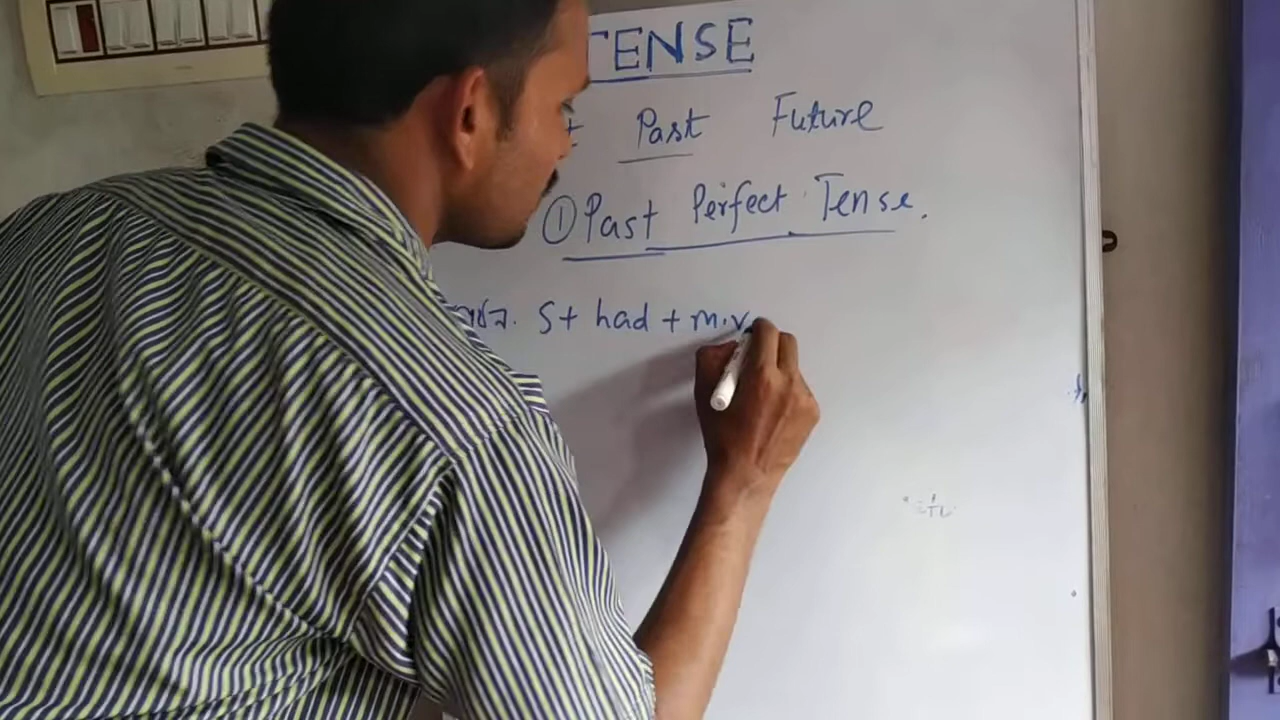 TENSE
Past Future
① Past Perfect Tense.
S + had + m.v